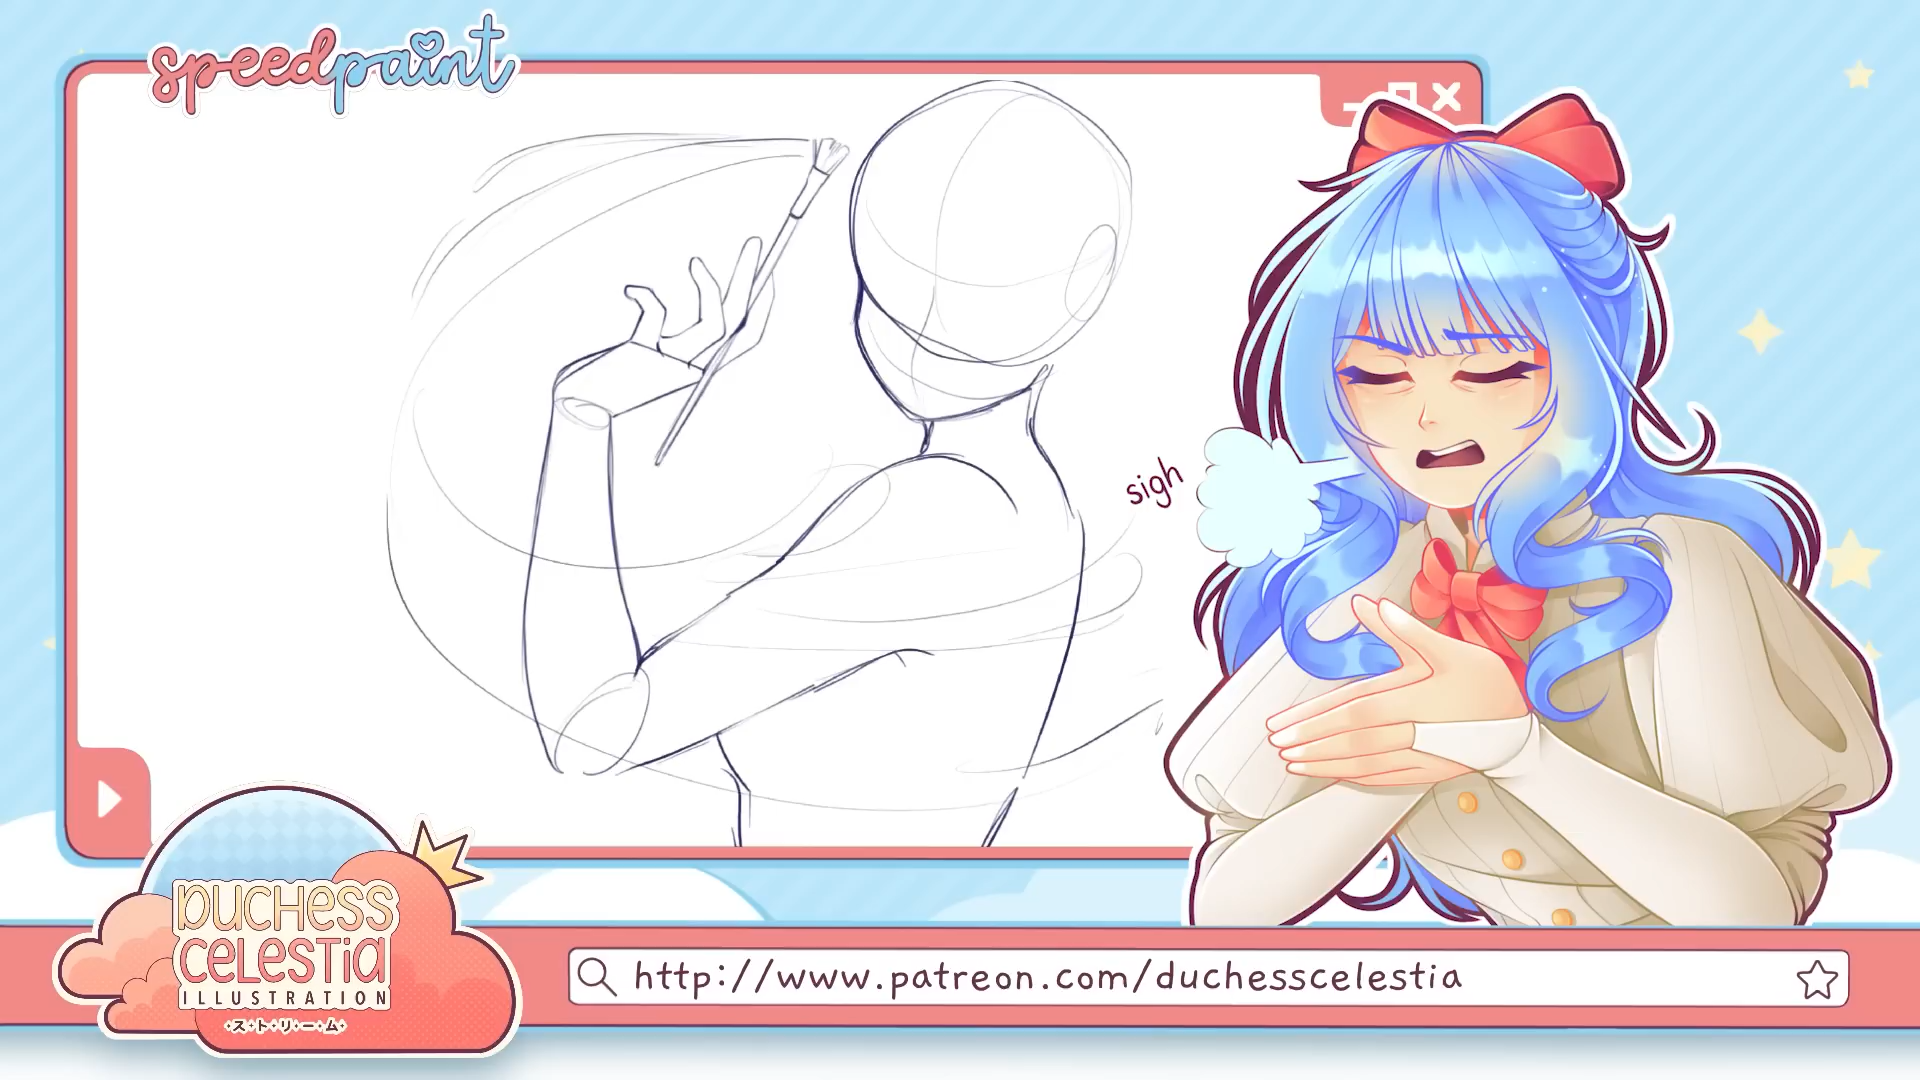 speedpaint
sigh
DUCHESS
CELESTIA
ILLUSTRATION
・ス・ト・リ・ー・ム・
http://www.patreon.com/duchesscelestia